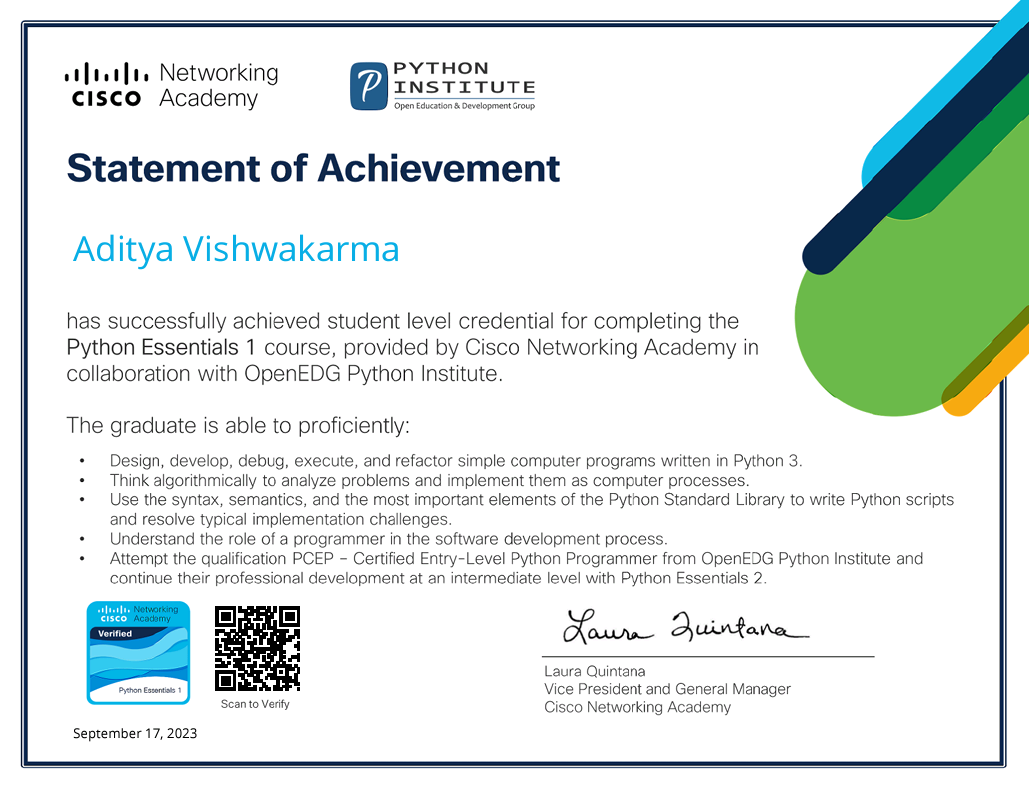 Networking
CISCO Academy
PYTHON
INSTITUTE
Open Education & Development Group
Statement of Achievement
Aditya Vishwakarma
has successfully achieved student level credential for completing the
Python Essentials 1 course, provided by Cisco Networking Academy in
collaboration with OpenEDG Python Institute.
The graduate is able to proficiently:
• Design, develop, debug, execute, and refactor simple computer programs written in Python 3.
• Think algorithmically to analyze problems and implement them as computer processes.
• Use the syntax, semantics, and the most important elements of the Python Standard Library to write Python scripts
and resolve typical implementation challenges.
• Understand the role of a programmer in the software development process.
• Attempt the qualification PCEP – Certified Entry-Level Python Programmer from OpenEDG Python Institute and
continue their professional development at an intermediate level with Python Essentials 2.
Networking
CISCO Academy
Verified
Python Essentials 1
Scan to Verify
September 17, 2023
Laura Quintana
Laura Quintana
Vice President and General Manager
Cisco Networking Academy